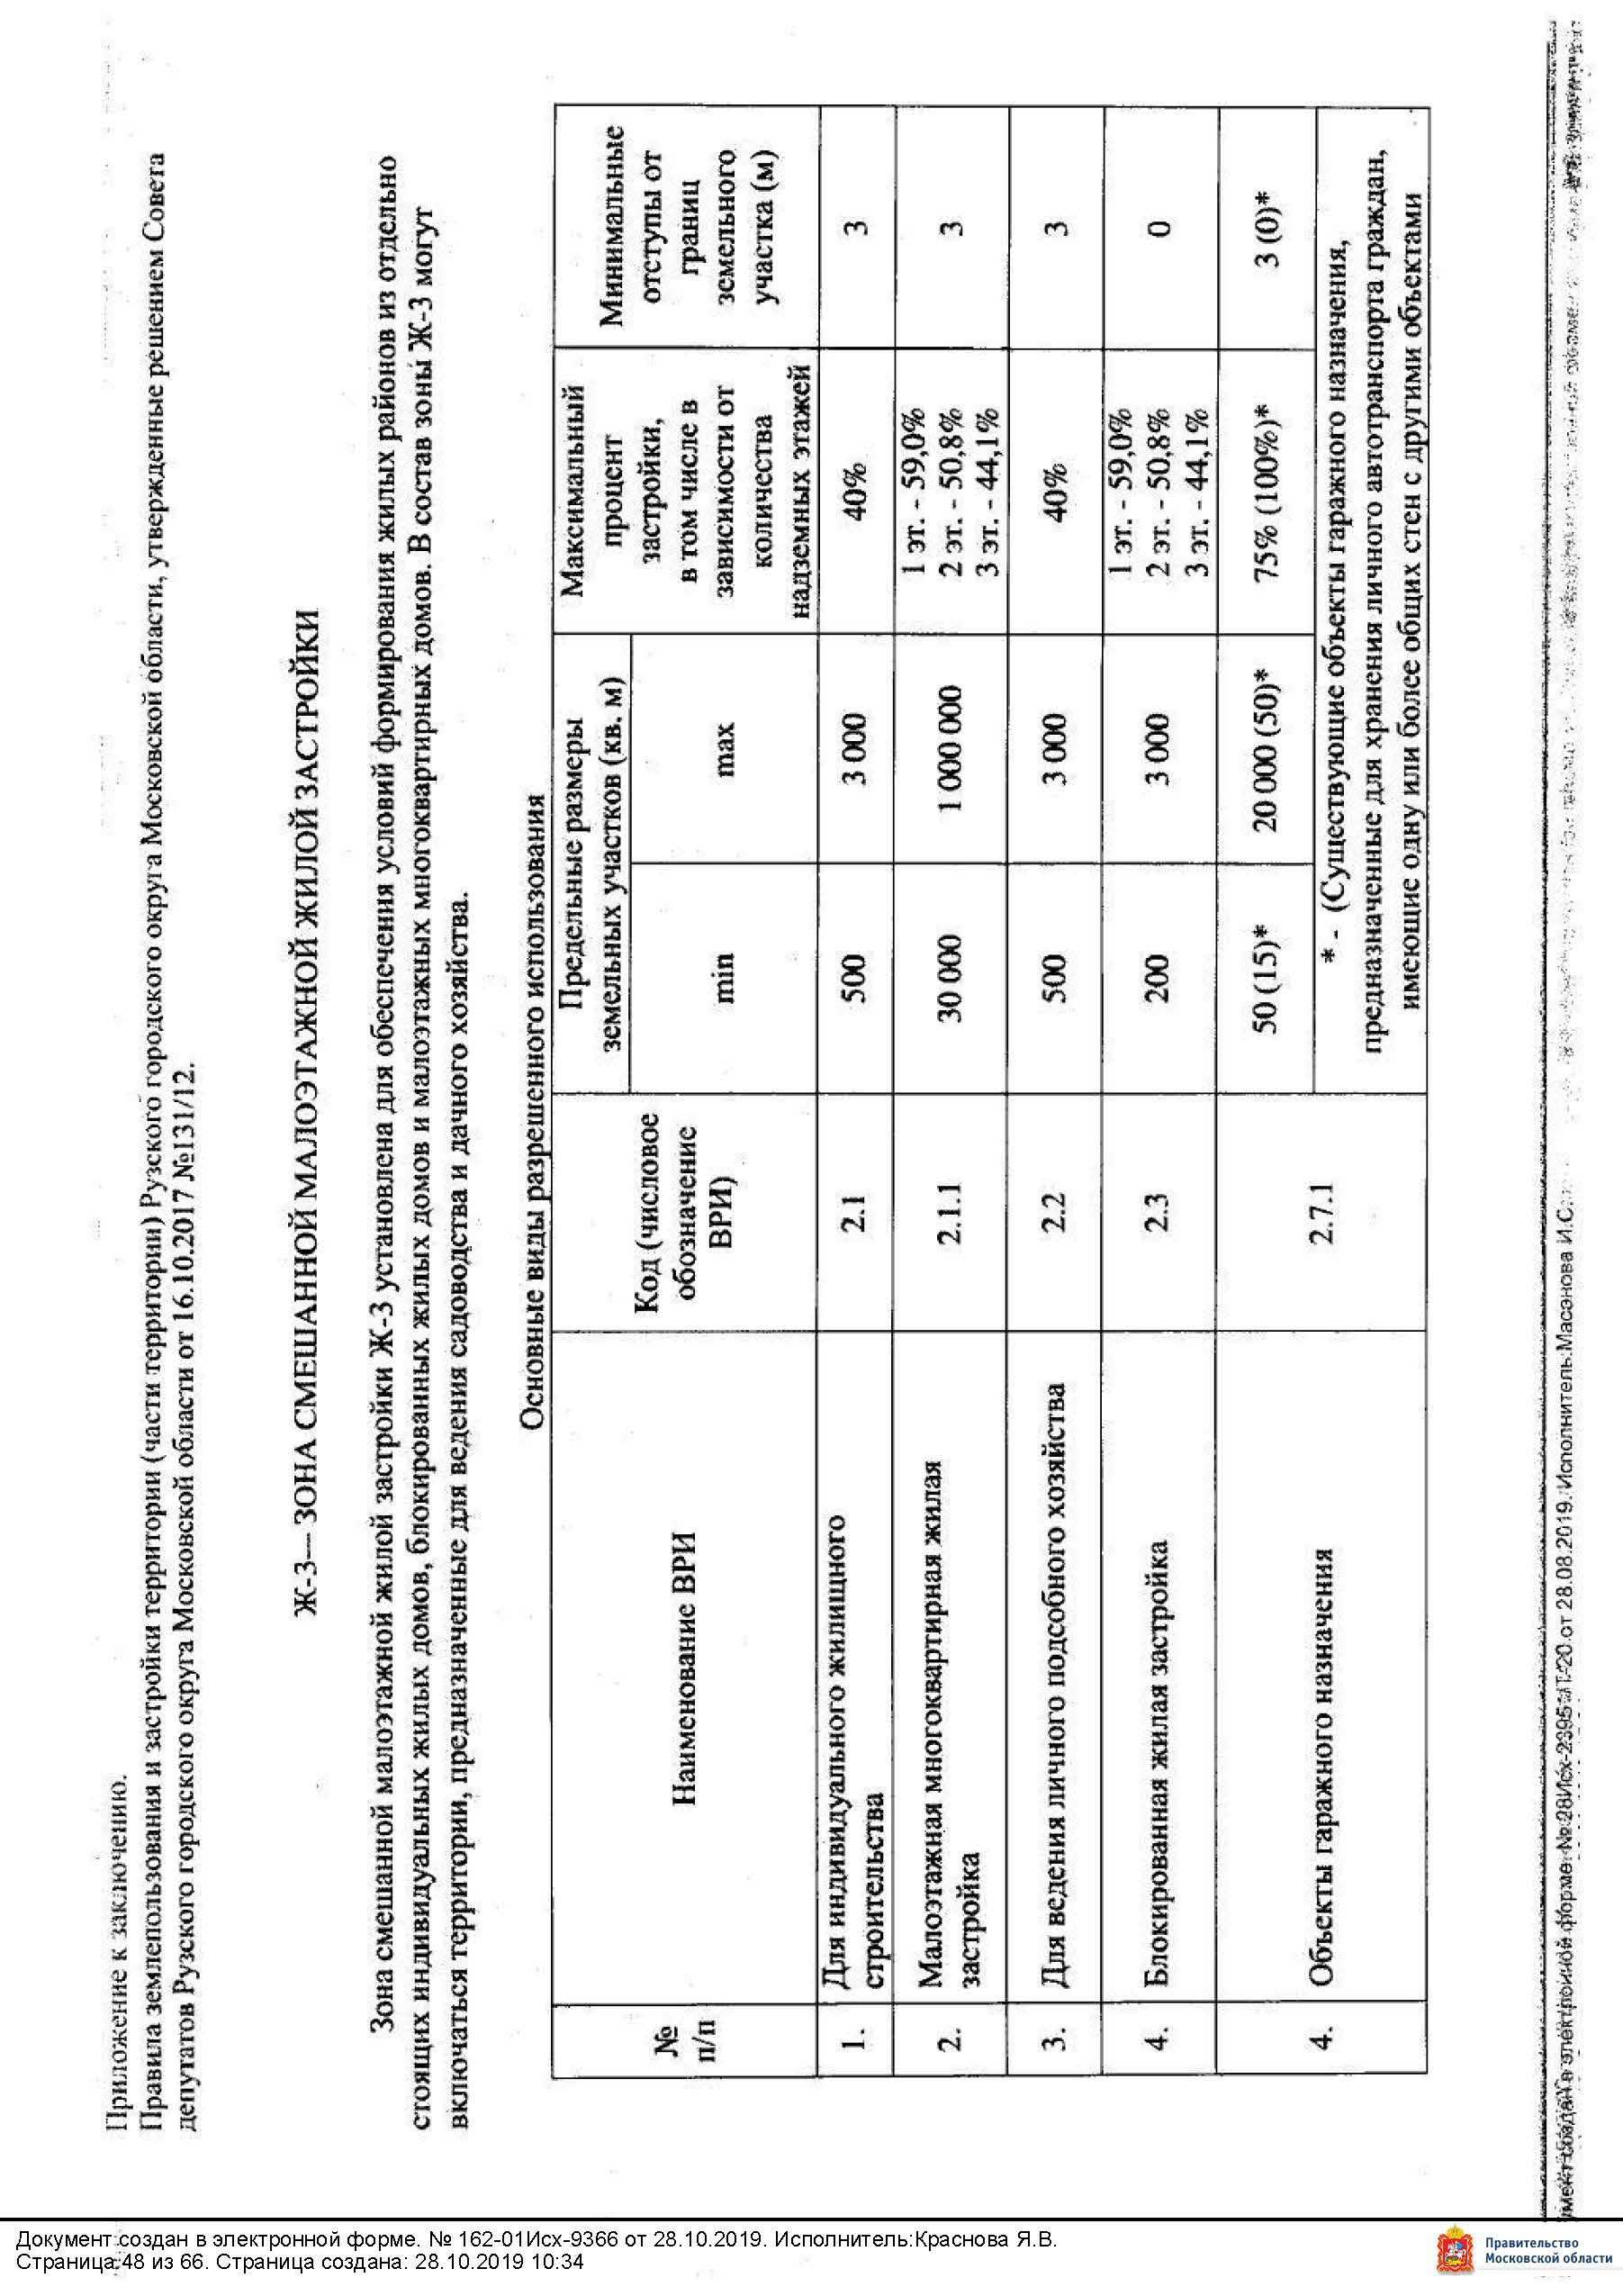 Приложение к заключению.
Правила землепользования и застройки территории (части территории) Рузского городского округа Московской области, утвержденные решением Совета
депутатов Рузского городского округа Московской области от 16.10.2017 №131/12.
Ж-3– ЗОНА СМЕШАННОЙ МАЛОЭТАЖНОЙ ЖИЛОЙ ЗАСТРОЙКИ
Зона смешанной малоэтажной жилой застройки Ж-3 установлена для обеспечения условий формирования жилых районов из отдельно
стоящих индивидуальных жилых домов, блокированных жилых домов и малоэтажных многоквартирных домов. В состав зоны Ж-3 могут
включаться территории, предназначенные для ведения садоводства и дачного хозяйства.
Основные виды разрешенного использования
№
п/п
Наименование ВРИ
Код (числовое
обозначение
ВРИ)
Предельные размеры
земельных участков (кв. м)
min
max
Максимальный
процент
застройки,
в том числе в
зависимости от
количества
надземных этажей
Минимальные
отступы от
границ
земельного
участка (м)
1.
Для индивидуального жилищного
строительства
2.1
500
3 000
40%
3
2.
Малоэтажная многоквартирная жилая
застройка
2.1.1
30 000
1 000 000
1 эт. - 59,0%
2 эт. - 50,8%
3 эт. - 44,1%
3
3.
Для ведения личного подсобного хозяйства
2.2
500
3 000
40%
3
4.
Блокированная жилая застройка
2.3
200
3 000
1 эт. - 59,0%
2 эт. - 50,8%
3 эт. - 44,1%
0
4.
Объекты гаражного назначения
2.7.1
50 (15)*
20 000 (50)*
75% (100%)*
3 (0)*
* - (Существующие объекты гаражного назначения,
предназначенные для хранения личного автотранспорта граждан,
имеющие одну или более общих стен с другими объектами
создан в электронной форме от 28.08.2019. Исполнитель:Масанова
Документ создан в электронной форме. № 162-01Исх-9366 от 28.10.2019. Исполнитель:Краснова Я.В.
Страница 48 из 66. Страница создана: 28.10.2019 10:34
Правительство
Московской области